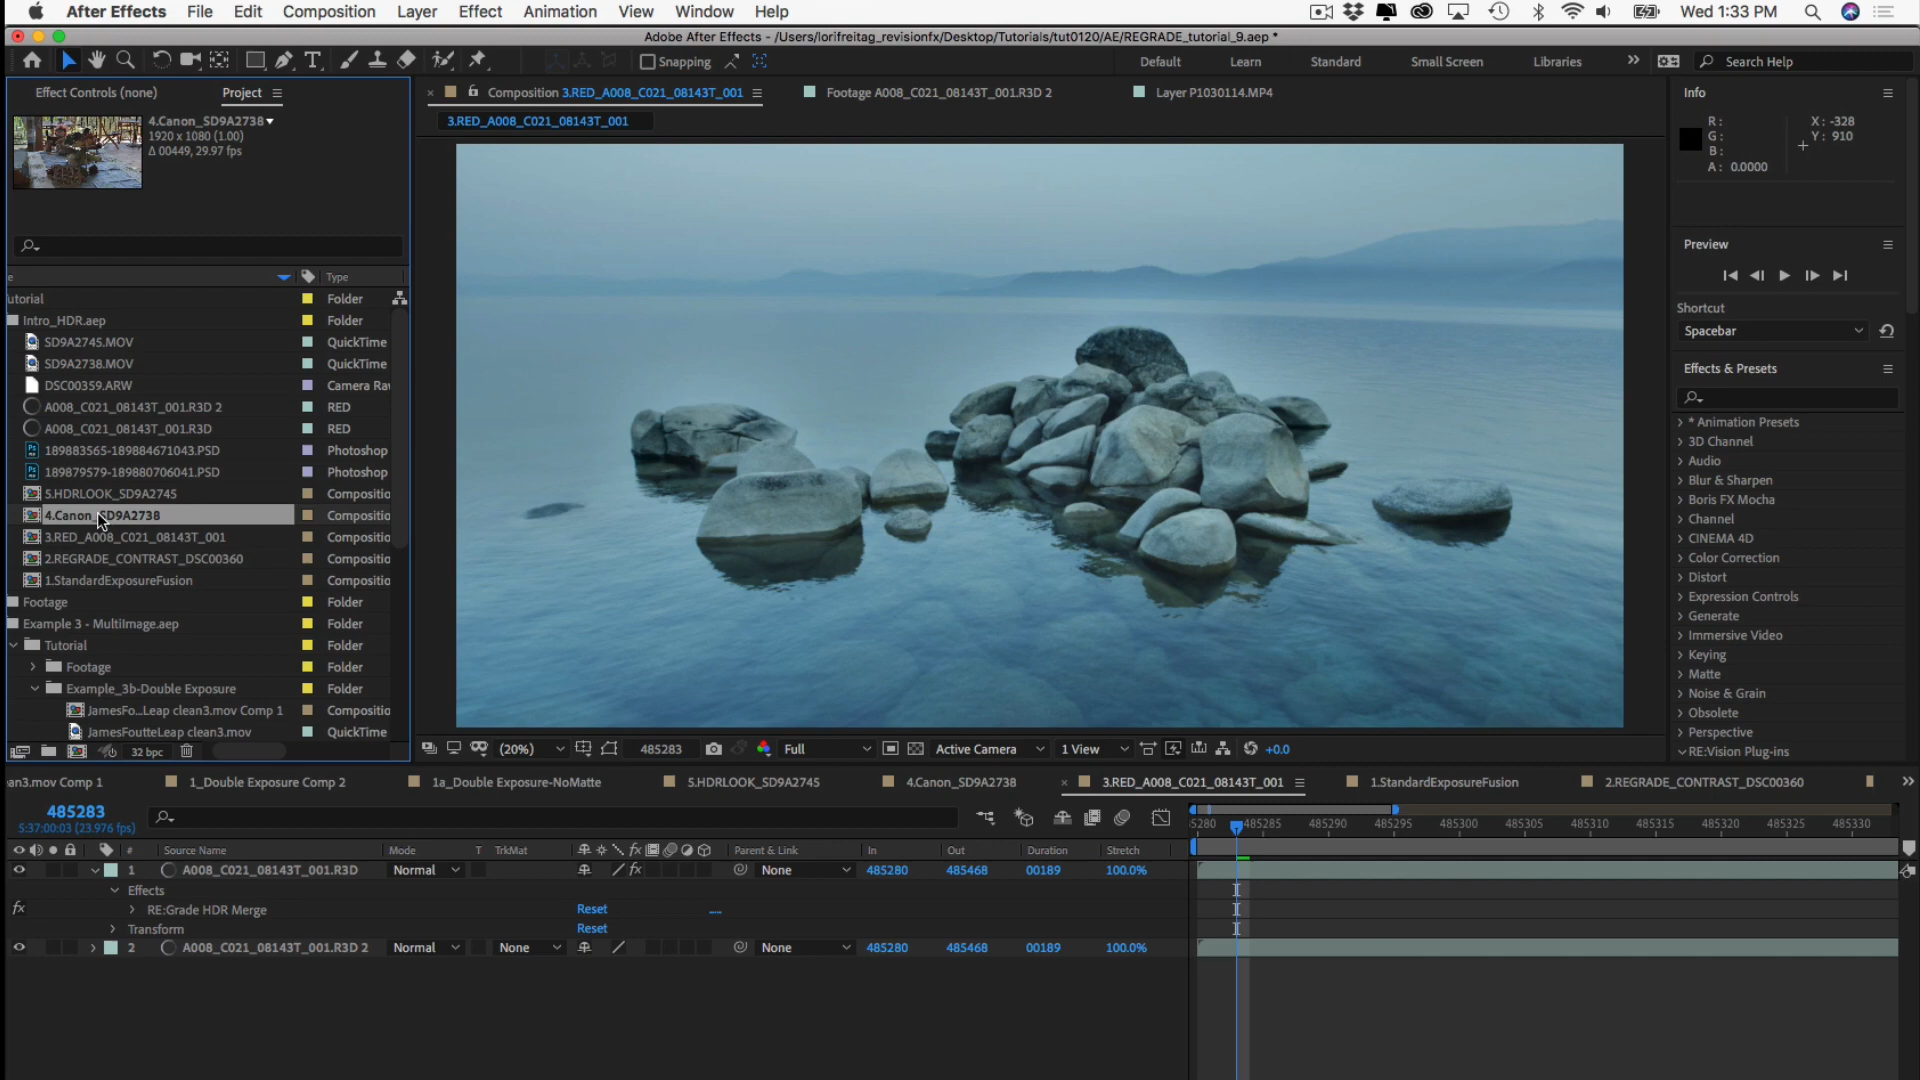 After Effects File Edit Composition Layer Effect Animation View Window Help Wed 1:33 PM
Adobe After Effects - /Users/lorifreitag_revisionfx/Desktop/Tutorials/tut0120/AE/REGRADE_tutorial_9.aep *
Snapping Default Learn Standard Small Screen Libraries Search Help
Effect Controls (none) Project
Composition 3.RED_A008_C021_08143T_001 Footage A008_C021_08143T_001.R3D 2 Layer P1030114.MP4
Info
4.Canon_SD9A2738
1920 x 1080 (1.00)
Δ 00449, 29.97 fps
3.RED_A008_C021_08143T_001
R :
G :
B :
A : 0.0000
X : -328
Y : 910
Preview
Shortcut
Spacebar
Effects & Presets
* Animation Presets
3D Channel
Audio
Blur & Sharpen
Boris FX Mocha
Channel
CINEMA 4D
Color Correction
Distort
Expression Controls
Generate
Immersive Video
Keying
Matte
Noise & Grain
Obsolete
Perspective
RE:Vision Plug-ins
e Type
utorial Folder
Intro_HDR.aep Folder
SD9A2745.MOV QuickTime
SD9A2738.MOV QuickTime
DSC00359.ARW Camera Ra
A008_C021_08143T_001.R3D 2 RED
A008_C021_08143T_001.R3D RED
189883565-189884671043.PSD Photoshop
189879579-189880706041.PSD Photoshop
5.HDRLOOK_SD9A2745 Compositio
4.Canon_SD9A2738 Compositio
3.RED_A008_C021_08143T_001 Compositio
2.REGRADE_CONTRAST_DSC00360 Compositio
1.StandardExposureFusion Compositio
Footage Folder
Example 3 - MultiImage.aep Folder
Tutorial Folder
Footage Folder
Example_3b-Double Exposure Folder
JamesFo...Leap clean3.mov Comp 1 Compositio
JamesFoutteLeap clean3.mov QuickTime
32 bpc
(20%) 485283 Full Active Camera 1 View +0.0
an3.mov Comp 1 1_Double Exposure Comp 2 1a_Double Exposure-NoMatte 5.HDRLOOK_SD9A2745 4.Canon_SD9A2738 3.RED_A008_C021_08143T_001 1.StandardExposureFusion 2.REGRADE_CONTRAST_DSC00360
485283
5:37:00:03 (23.976 fps)
5280 485285 485290 485295 485300 485305 485310 485315 485320 485325 485330
# Source Name Mode T TrkMat Parent & Link In Out Duration Stretch
1 A008_C021_08143T_001.R3D Normal None 485280 485468 00189 100.0%
Effects
fx RE:Grade HDR Merge Reset
Transform Reset
2 A008_C021_08143T_001.R3D 2 Normal None None 485280 485468 00189 100.0%